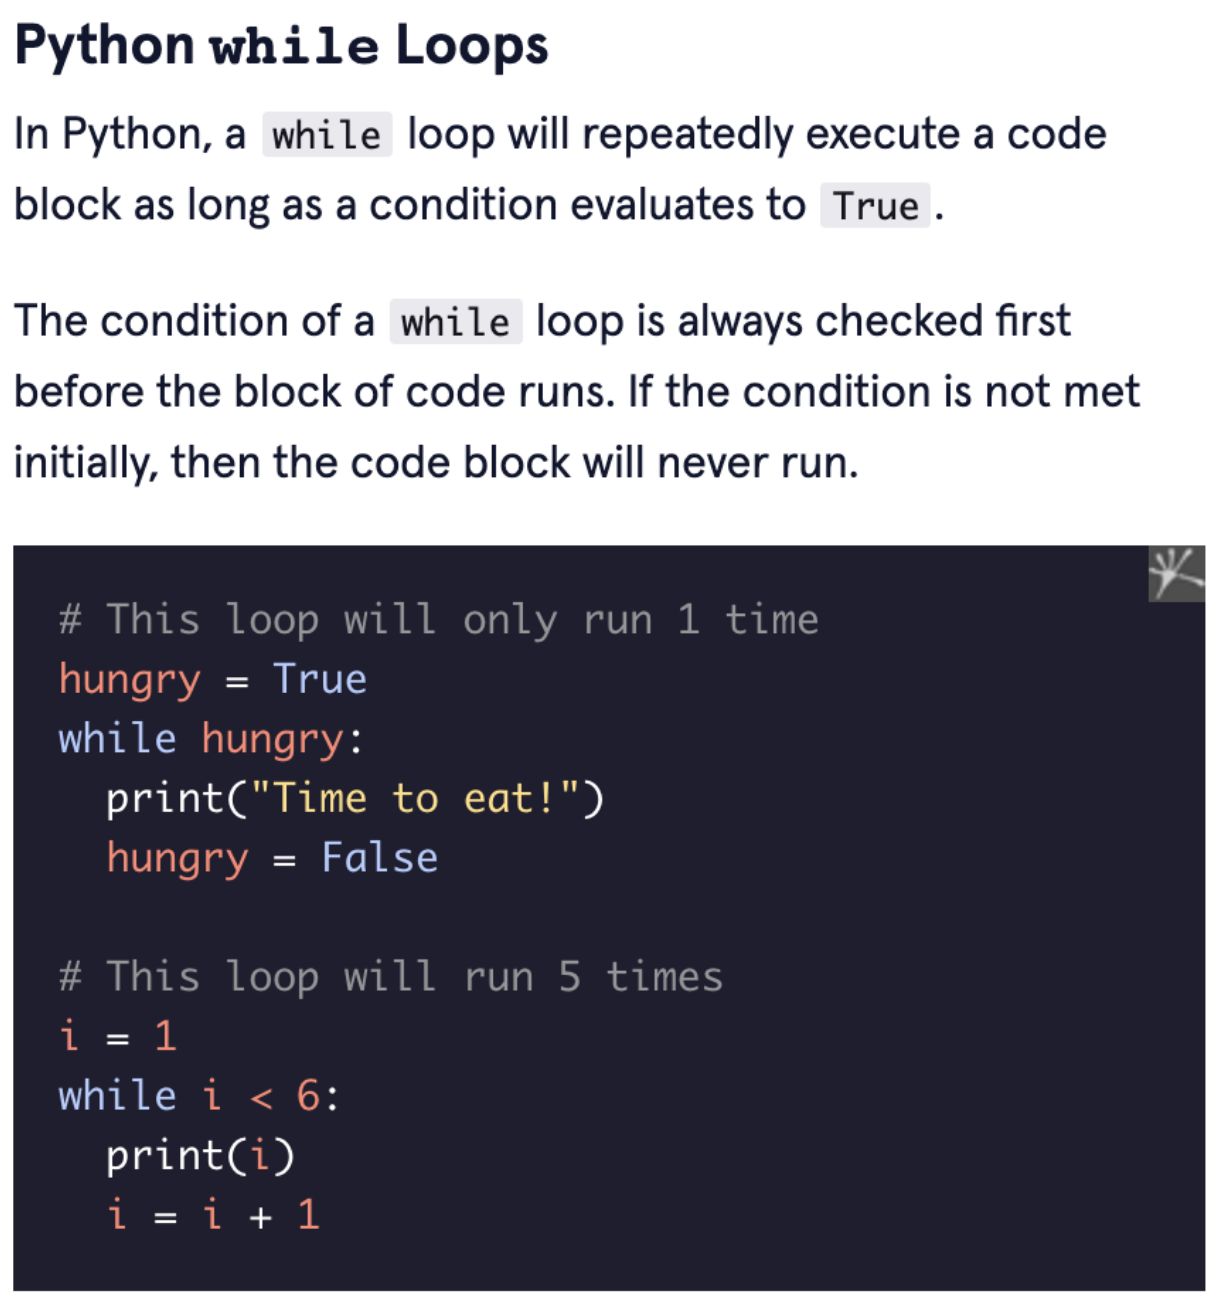 Python while Loops
In Python, a while loop will repeatedly execute a code
block as long as a condition evaluates to True.
The condition of a while loop is always checked first
before the block of code runs. If the condition is not met
initially, then the code block will never run.
# This loop will only run 1 time
hungry = True
while hungry:
  print("Time to eat!")
  hungry = False
# This loop will run 5 times
i = 1
while i < 6:
  print(i)
  i = i + 1